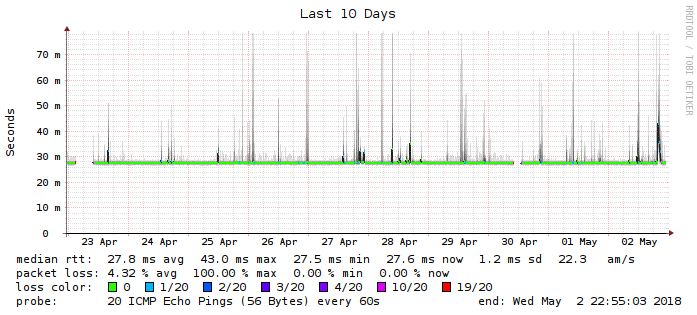 Last 10 Days
RRDTOOL / TOBI OETIKER
Seconds
70 m
60 m
50 m
40 m
30 m
20 m
10 m
0
23 Apr 24 Apr 25 Apr 26 Apr 27 Apr 28 Apr 29 Apr 30 Apr 01 May 02 May
median rtt: 27.8 ms avg 43.0 ms max 27.5 ms min 27.6 ms now 1.2 ms sd 22.3 am/s
packet loss: 4.32 % avg 100.00 % max 0.00 % min 0.00 % now
loss color: 0 1/20 2/20 3/20 4/20 10/20 19/20
probe: 20 ICMP Echo Pings (56 Bytes) every 60s end: Wed May 2 22:55:03 2018